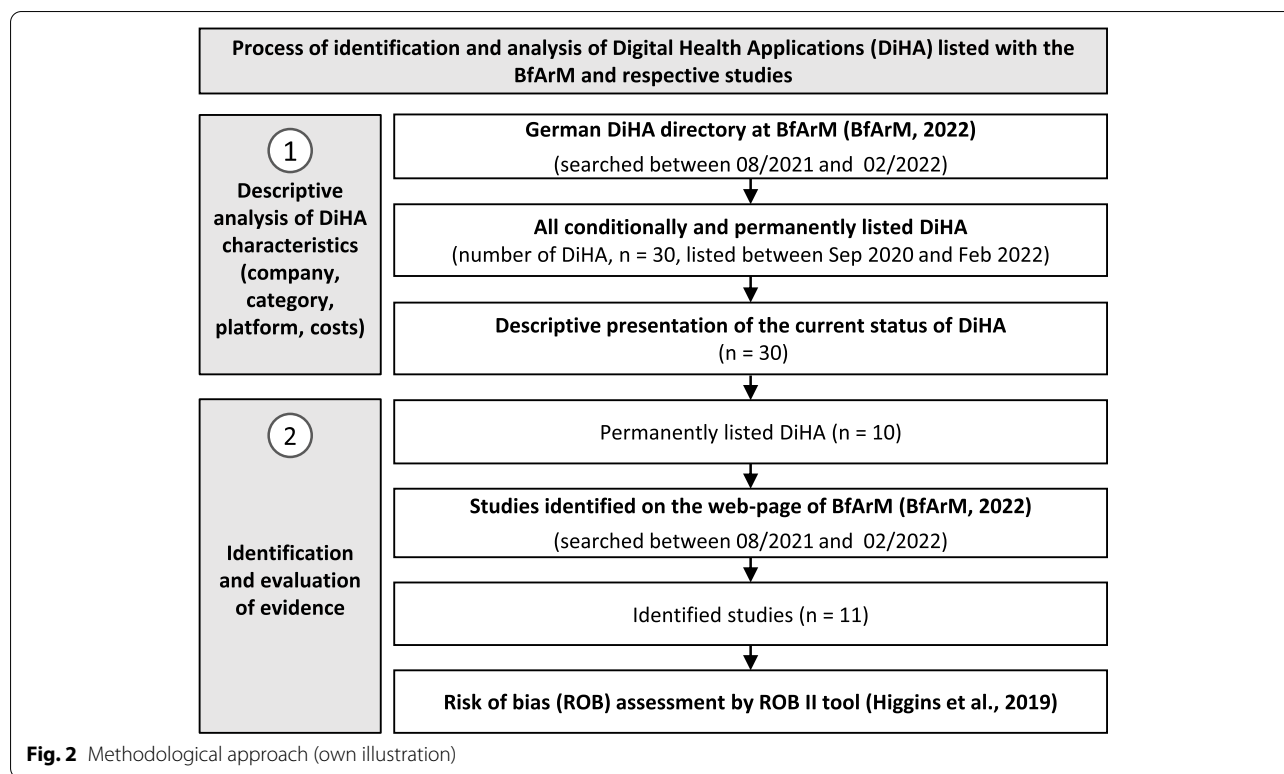 Process of identification and analysis of Digital Health Applications (DiHA) listed with the
BfArM and respective studies
1
Descriptive
analysis of DiHA
characteristics
(company,
category,
platform, costs)
German DiHA directory at BfArM (BfArM, 2022)
(searched between 08/2021 and 02/2022)
All conditionally and permanently listed DiHA
(number of DiHA, n = 30, listed between Sep 2020 and Feb 2022)
Descriptive presentation of the current status of DiHA
(n = 30)
2
Identification
and evaluation
of evidence
Permanently listed DiHA (n = 10)
Studies identified on the web-page of BfArM (BfArM, 2022)
(searched between 08/2021 and 02/2022)
Identified studies (n = 11)
Risk of bias (ROB) assessment by ROB II tool (Higgins et al., 2019)
Fig. 2 Methodological approach (own illustration)